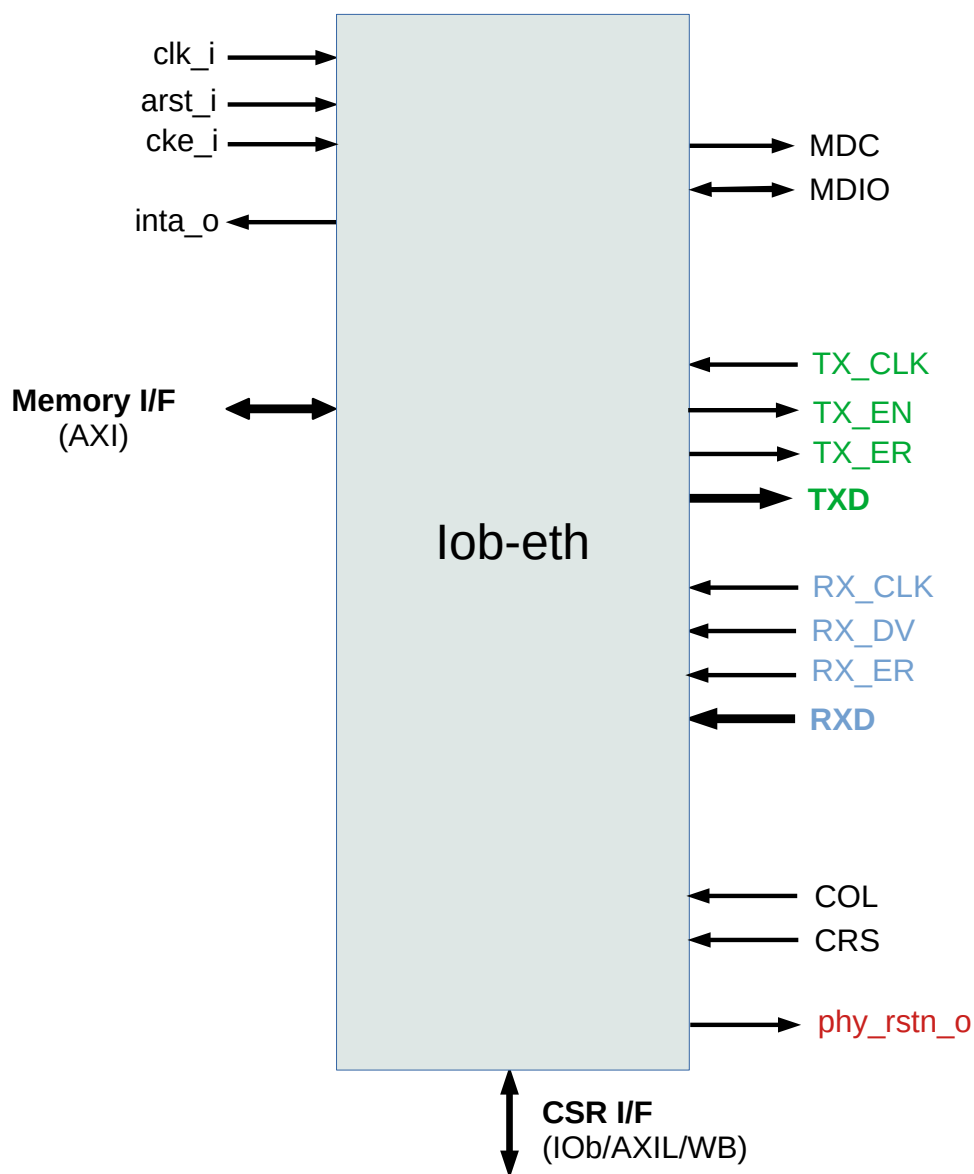 clk_i
arst_i
cke_i
inta_o
Memory I/F
(AXI)
Iob-eth
MDC
MDIO
TX_CLK
TX_EN
TX_ER
TXD
RX_CLK
RX_DV
RX_ER
RXD
COL
CRS
phy_rstn_o
CSR I/F
(IOb/AXIL/WB)